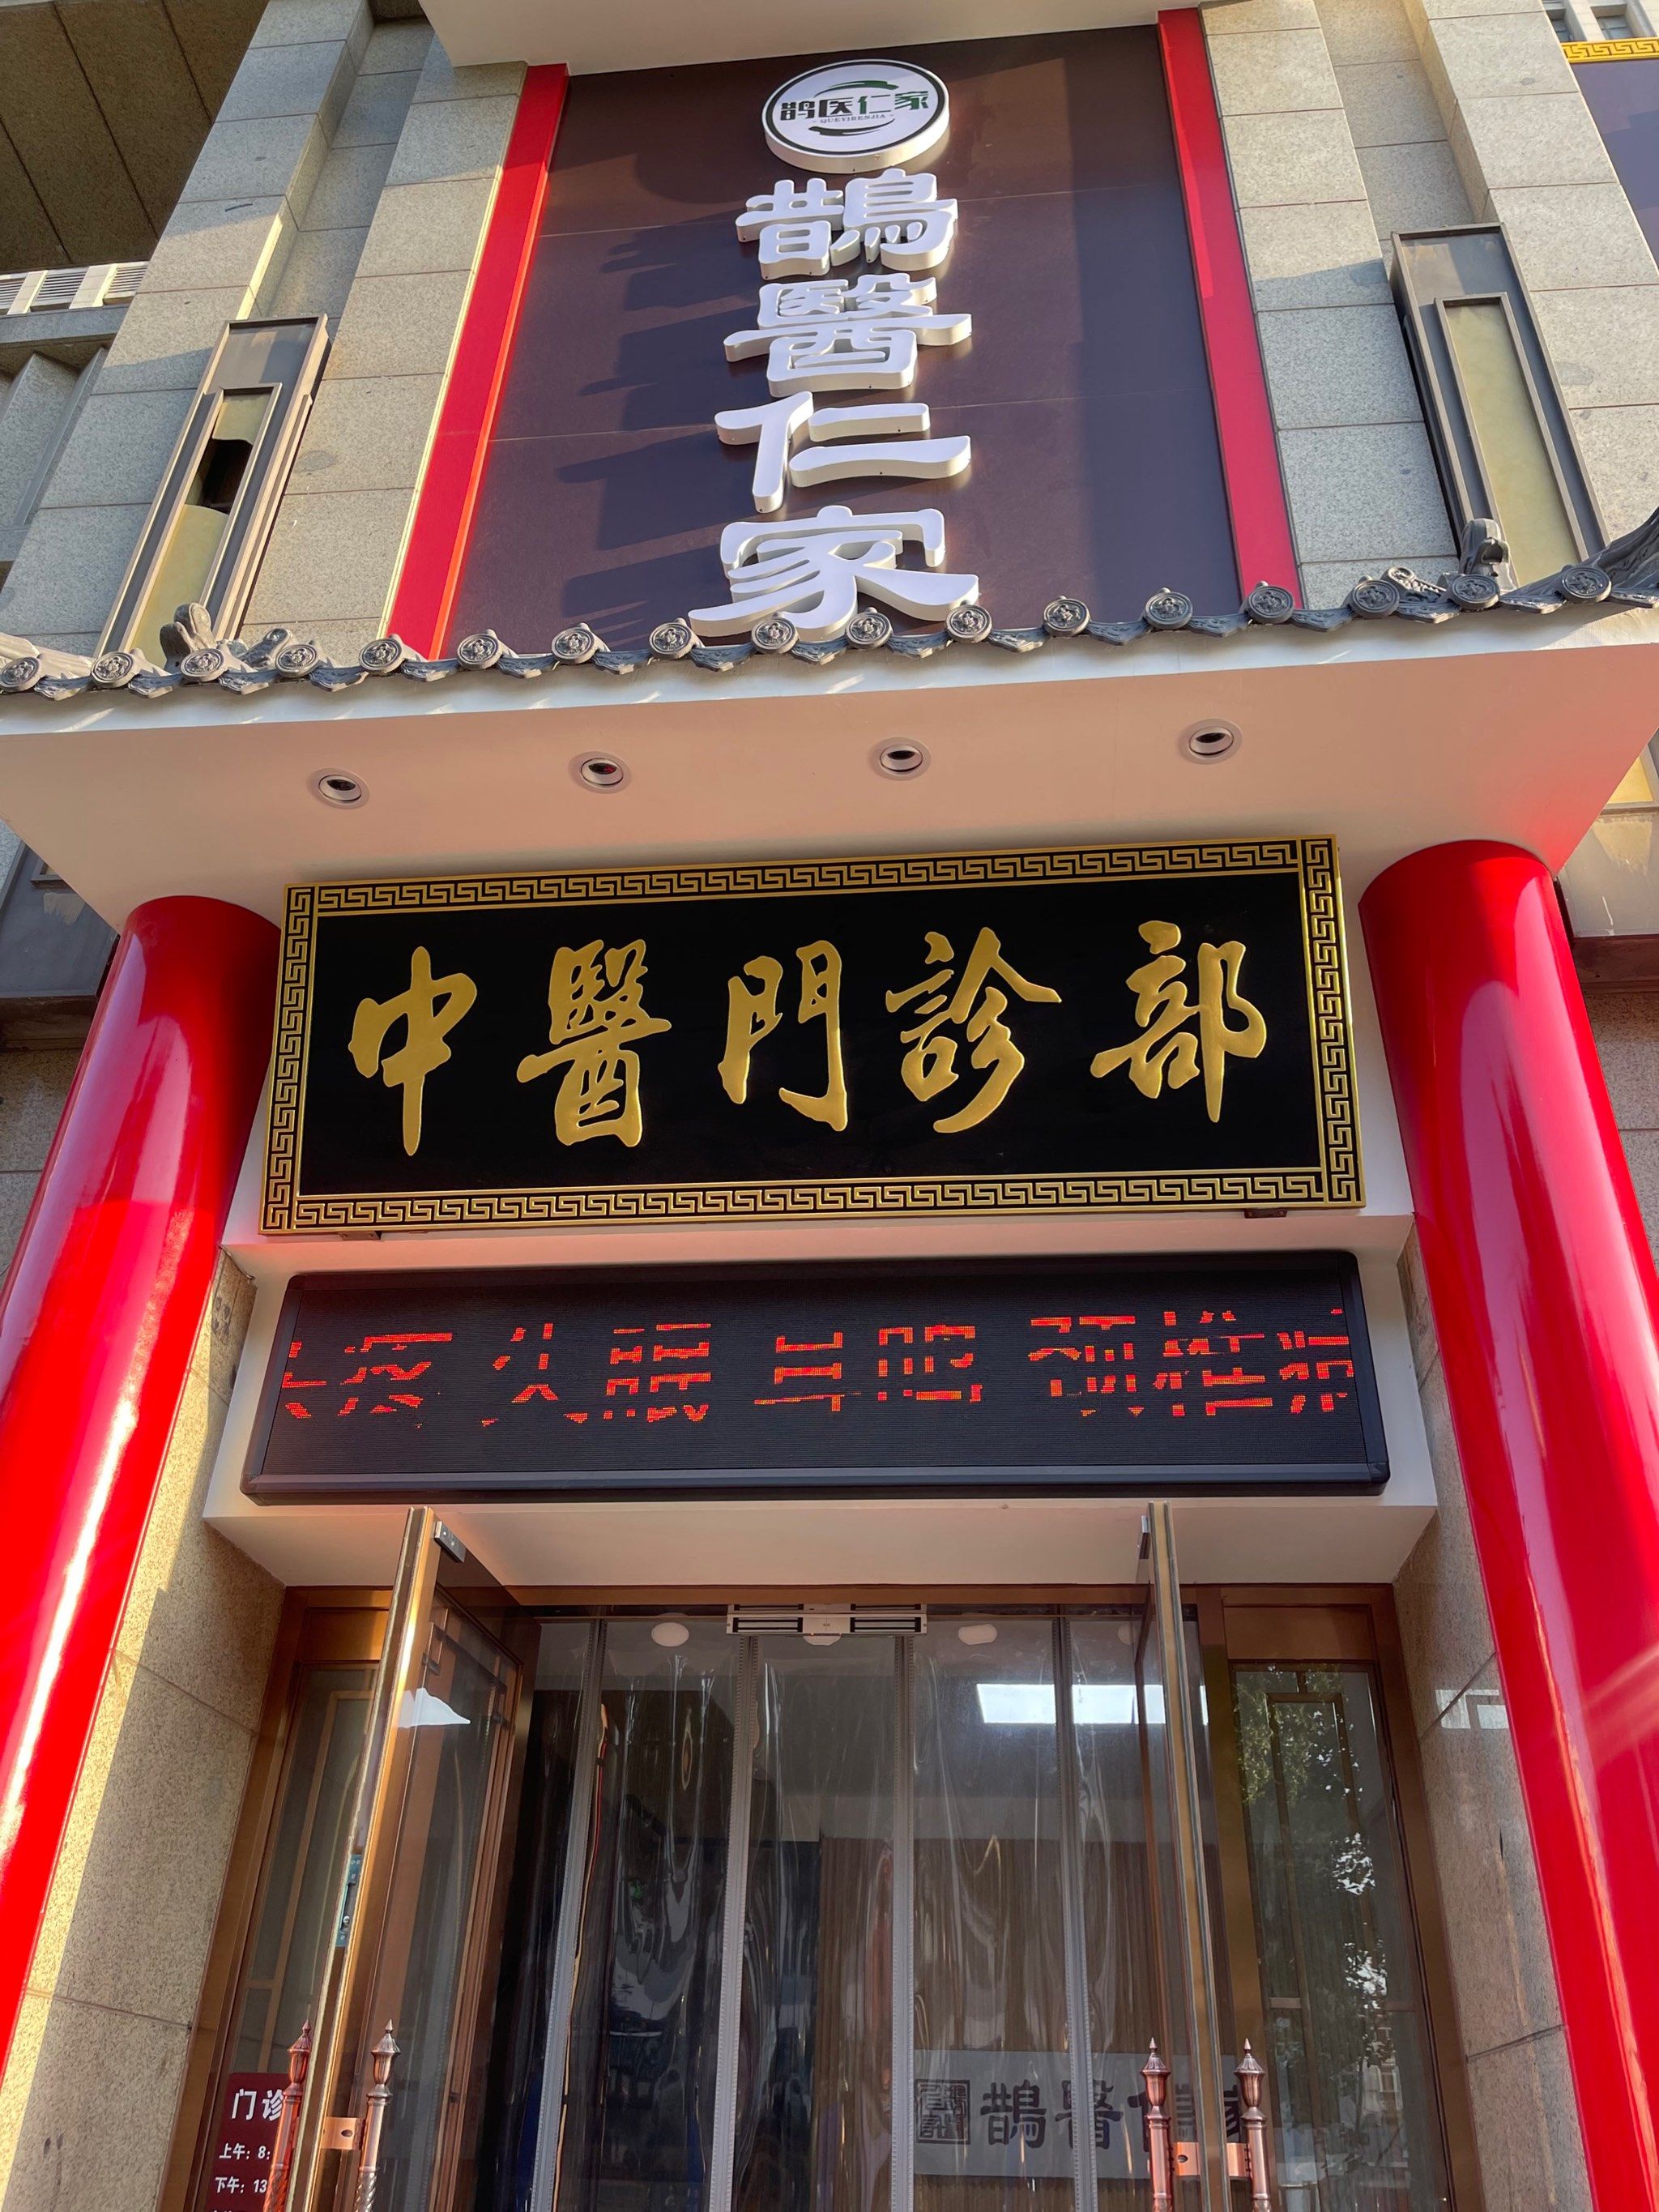 鹊医仁家
QUEYIRENJIA
鵲醫仁家
中醫門診部
门诊
上午：8：
下午：13
鵲醫仁家